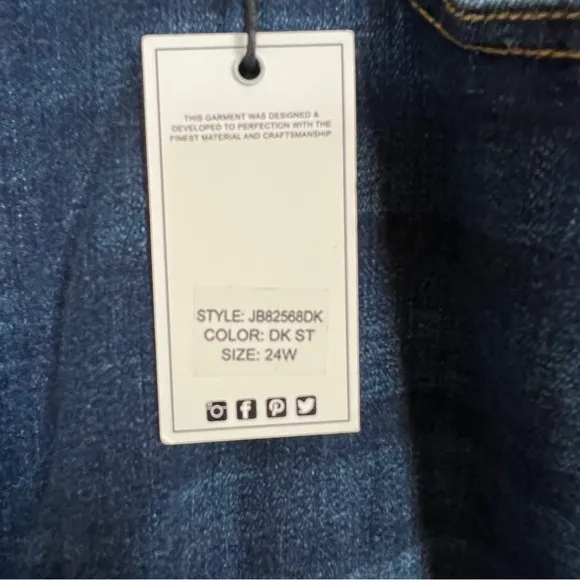 THIS GARMENT WAS DESIGNED &
DEVELOPED TO PERFECTION WITH THE
FINEST MATERIAL AND CRAFTSMANSHIP
STYLE: JB82568DK
COLOR: DK ST
SIZE: 24W